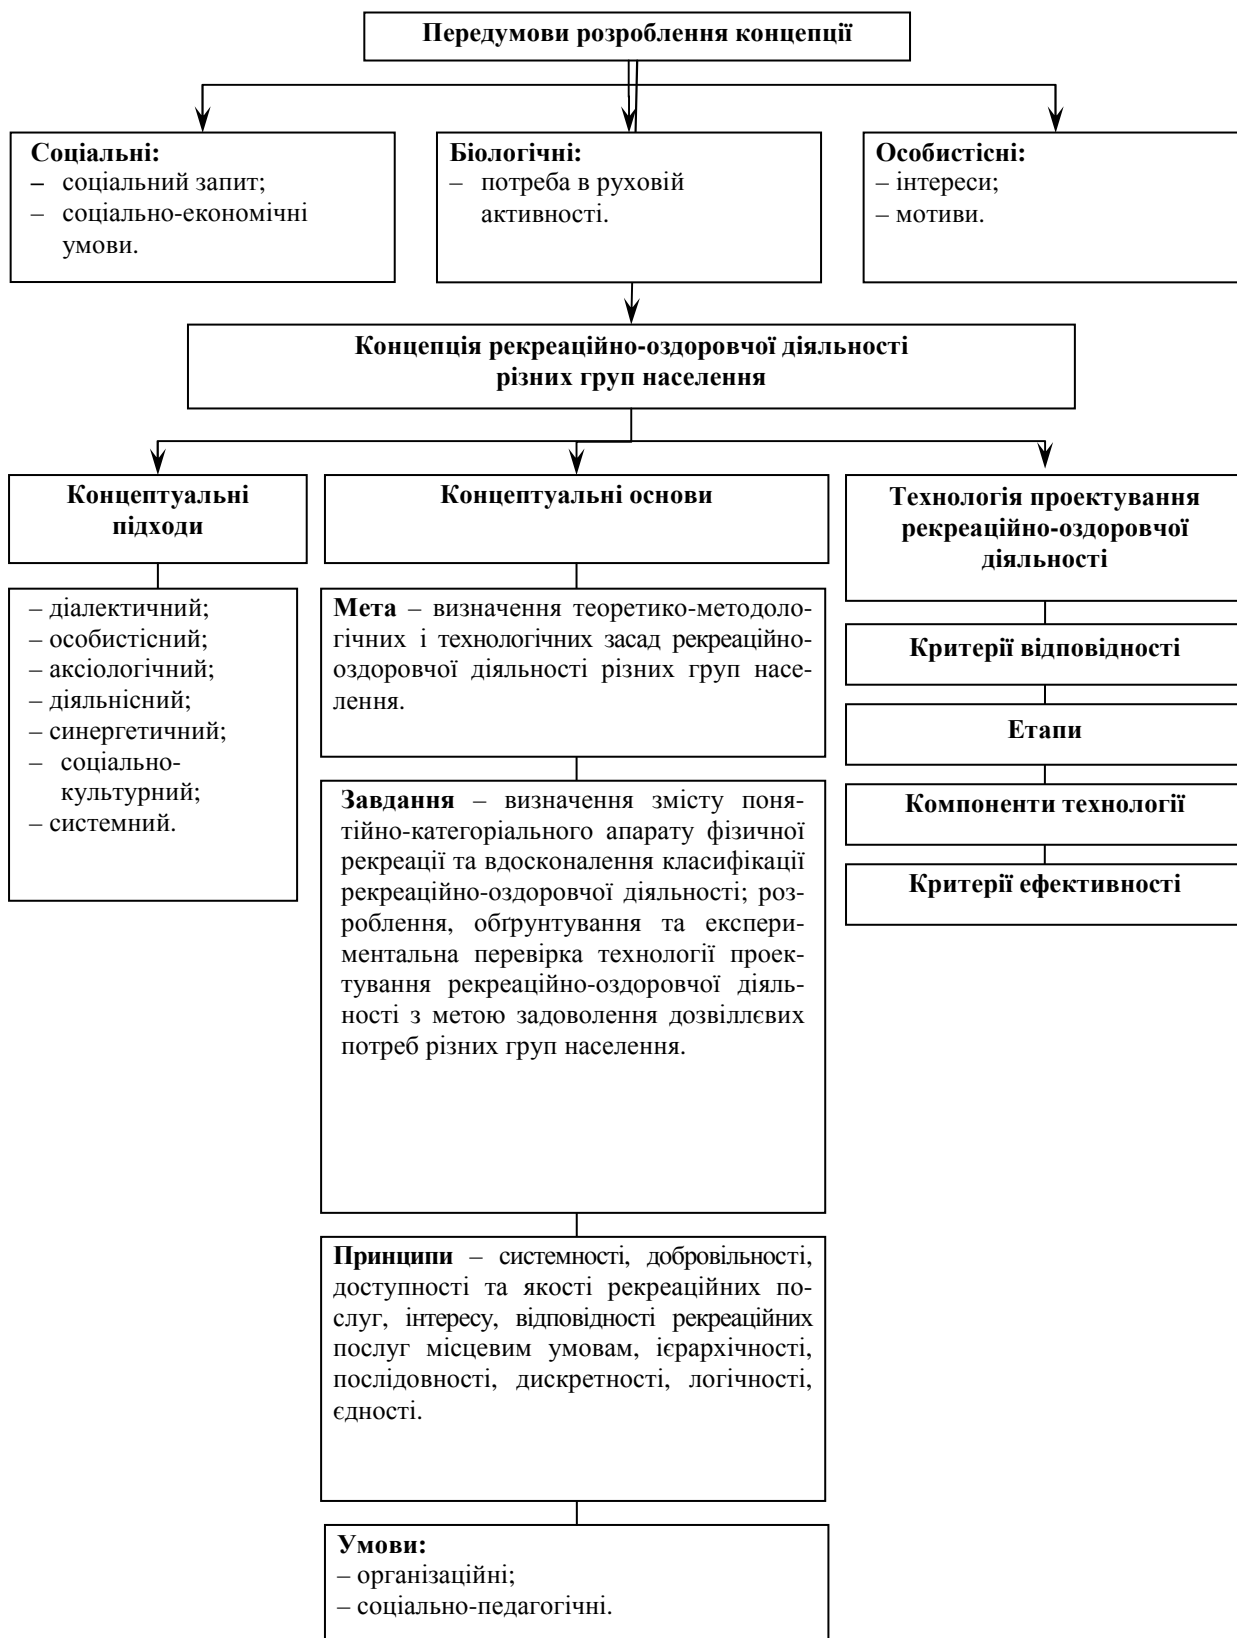 Передумови розроблення концепції
Соціальні:
– соціальний запит;
– соціально-економічні
умови.
Біологічні:
– потреба в руховій
активності.
Особистісні:
– інтереси;
– мотиви.
Концепція рекреаційно-оздоровчої діяльності
різних груп населення
Концептуальні
підходи
– діалектичний;
– особистісний;
– аксіологічний;
– діяльнісний;
– синергетичний;
– соціально-
культурний;
– системний.
Концептуальні основи
Мета – визначення теоретико-методоло-
гічних і технологічних засад рекреаційно-
оздоровчої діяльності різних груп насе-
лення.
Завдання – визначення змісту поня-
тійно-категоріального апарату фізичної
рекреації та вдосконалення класифікації
рекреаційно-оздоровчої діяльності; роз-
роблення, обґрунтування та експери-
ментальна перевірка технології проек-
тування рекреаційно-оздоровчої діяль-
ності з метою задоволення дозвіллєвих
потреб різних груп населення.
Принципи – системності, добровільності,
доступності та якості рекреаційних по-
слуг, інтересу, відповідності рекреаційних
послуг місцевим умовам, ієрархічності,
послідовності, дискретності, логічності,
єдності.
Умови:
– організаційні;
– соціально-педагогічні.
Технологія проектування
рекреаційно-оздоровчої
діяльності
Критерії відповідності
Етапи
Компоненти технології
Критерії ефективності